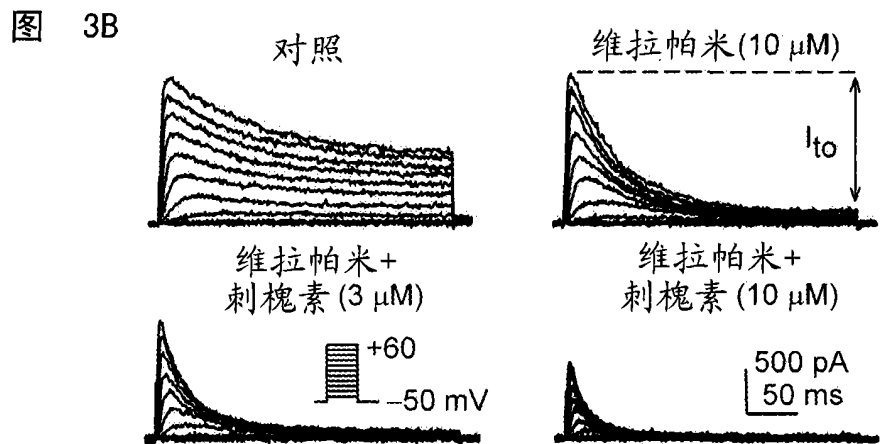 图 3B
对照
维拉帕米(10 μM)
Ito
维拉帕米+
刺槐素(3 μM)
维拉帕米+
刺槐素(10 μM)
+60
−50 mV
500 pA
50 ms